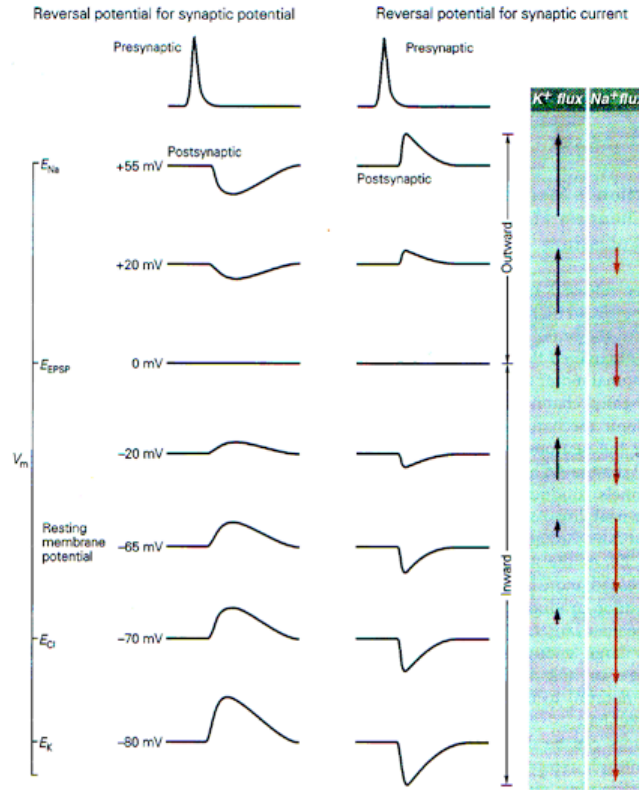 Reversal potential for synaptic potential
Reversal potential for synaptic current
Presynaptic
Presynaptic
K+ flux
Na+ flux
ENa
+55 mV
Postsynaptic
Postsynaptic
+20 mV
Outward
EEPSP
0 mV
−20 mV
Vm
Resting
membrane
potential
−65 mV
Inward
ECl
−70 mV
EK
−80 mV